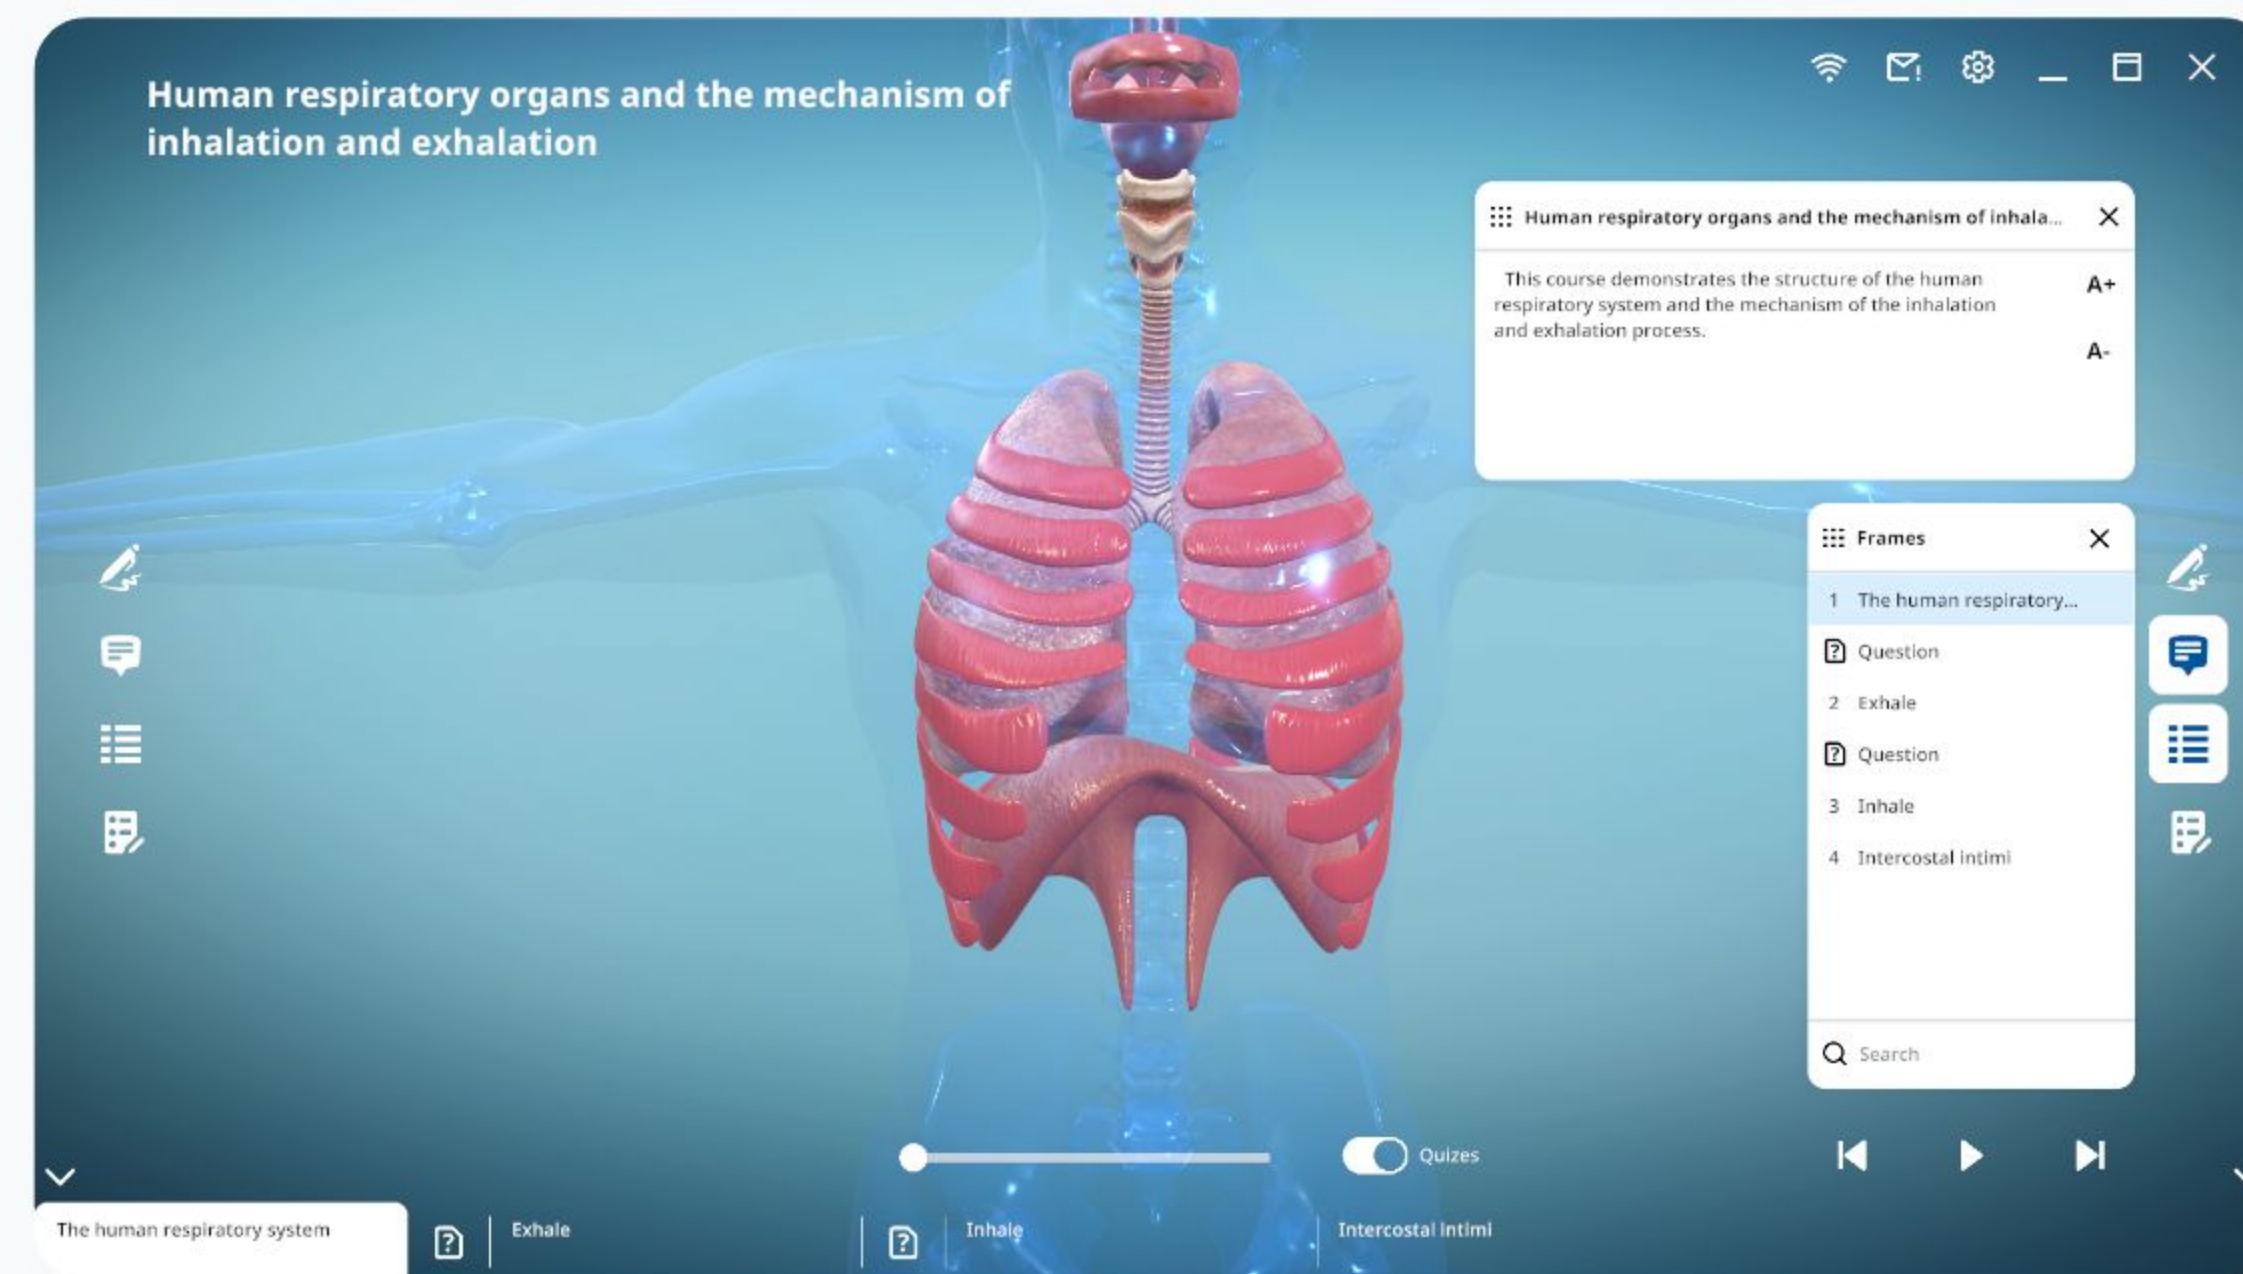 Human respiratory organs and the mechanism of
inhalation and exhalation
Human respiratory organs and the mechanism of inhala...
This course demonstrates the structure of the human
respiratory system and the mechanism of the inhalation
and exhalation process.
A+
A-
Frames
1 The human respiratory...
Question
2 Exhale
Question
3 Inhale
4 Intercostal intimi
Search
Quizes
The human respiratory system
Exhale
Inhale
Intercostal intimi